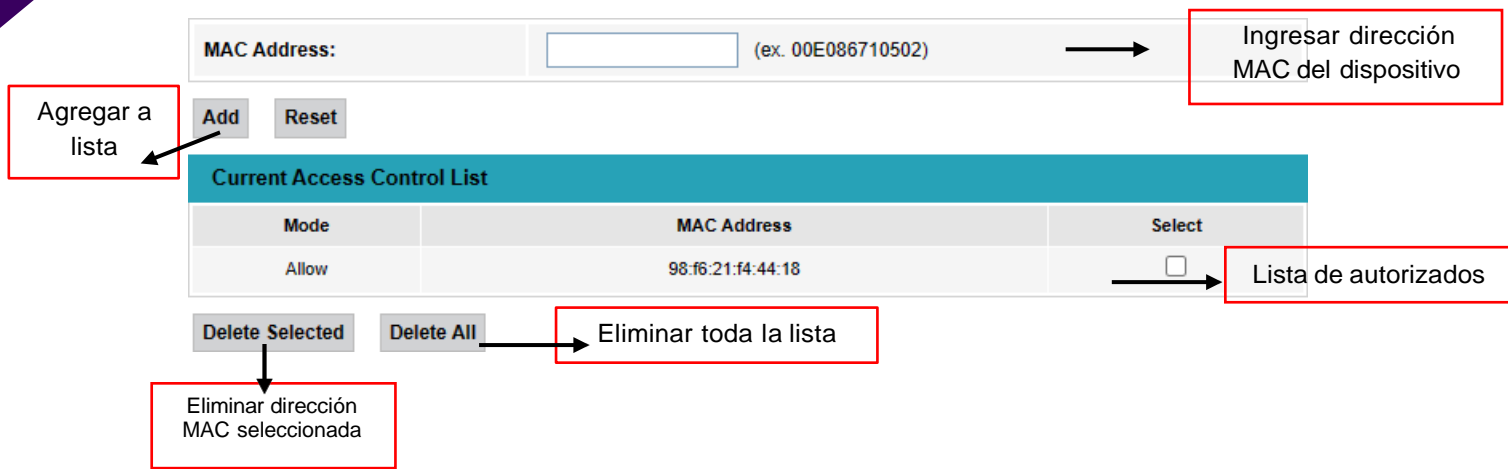 MAC Address:
(ex. 00E086710502)
Ingresar dirección
MAC del dispositivo
Agregar a
lista
Add
Reset
Current Access Control List
Mode
MAC Address
Select
Allow
98:f6:21:f4:44:18
Lista de autorizados
Delete Selected
Delete All
Eliminar toda la lista
Eliminar dirección
MAC seleccionada